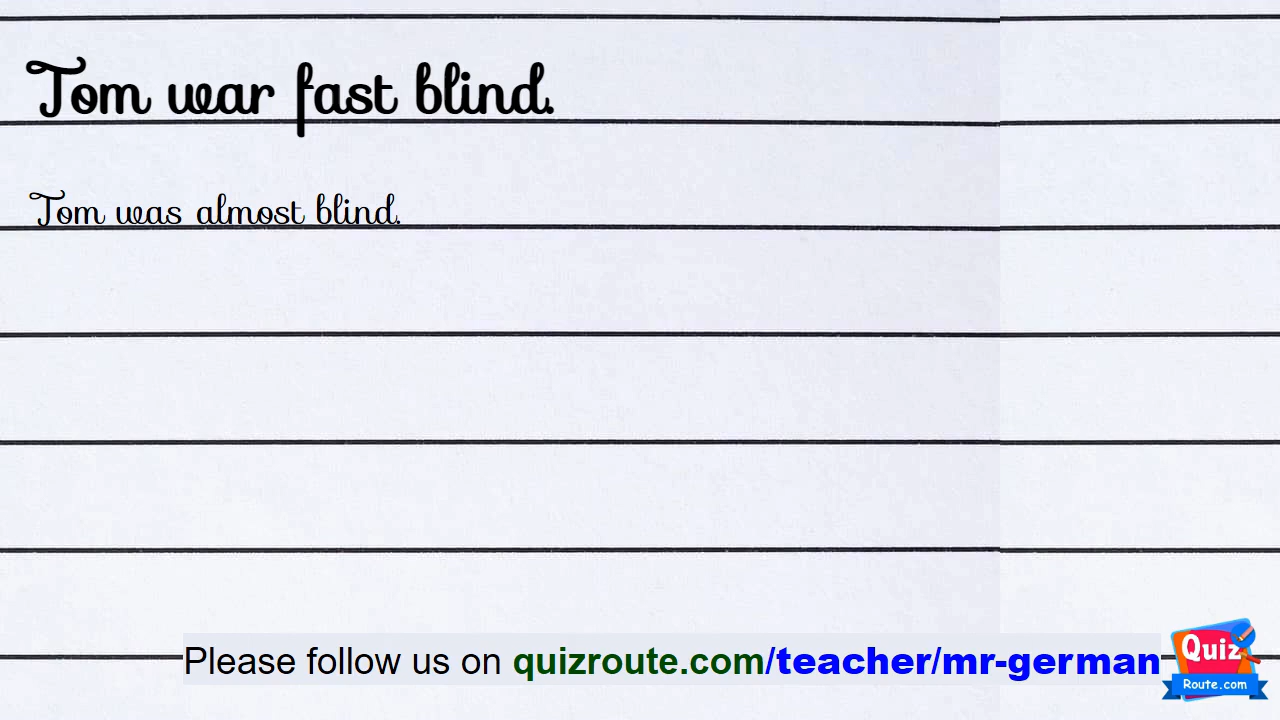 Tom war fast blind.
Tom was almost blind.
Please follow us on quizroute.com/teacher/mr-german
Quiz
Route.com